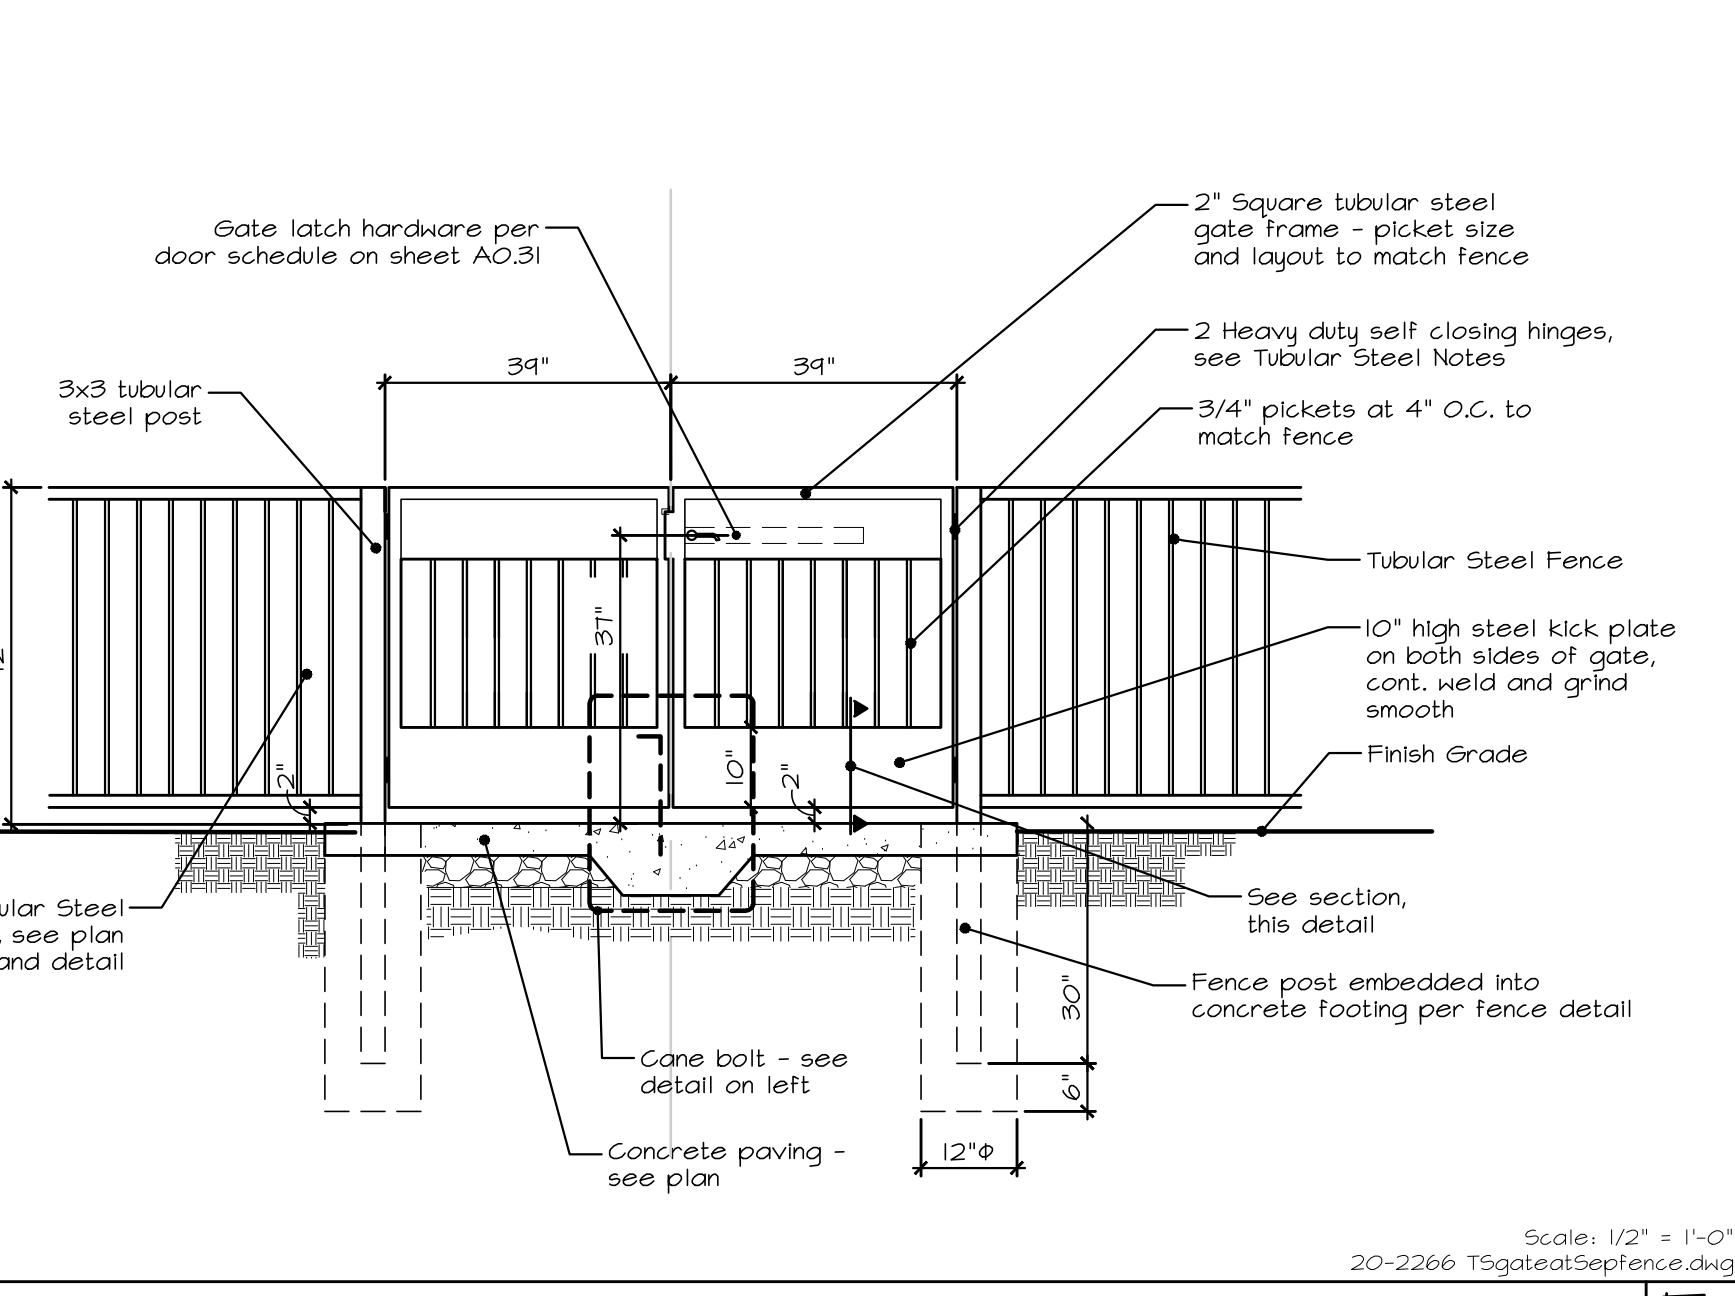 Gate latch hardware per
door schedule on sheet A0.31
2" Square tubular steel
gate frame - picket size
and layout to match fence
2 Heavy duty self closing hinges,
see Tubular Steel Notes
39"
39"
3x3 tubular
steel post
3/4" pickets at 4" O.C. to
match fence
Tubular Steel Fence
37"
10" high steel kick plate
on both sides of gate,
cont. weld and grind
smooth
Finish Grade
2"
10"
2"
See section,
this detail
ular Steel
, see plan
and detail
Fence post embedded into
concrete footing per fence detail
30"
6"
Cane bolt - see
detail on left
Concrete paving -
see plan
12"Φ
Scale: 1/2" = 1'-0"
20-2266 TSgateatSepfence.dwg